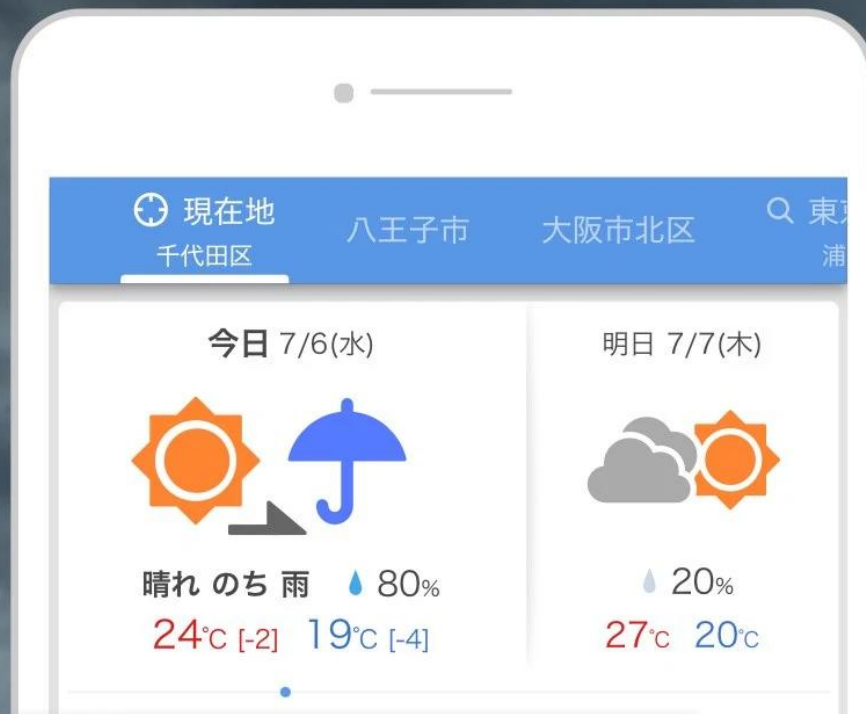 現在地
千代田区
八王子市
大阪市北区
東
浦
今日 7/6(水)
明日 7/7(木)
晴れ のち 雨 80%
24℃ [-2] 19℃ [-4]
20%
27℃ 20℃